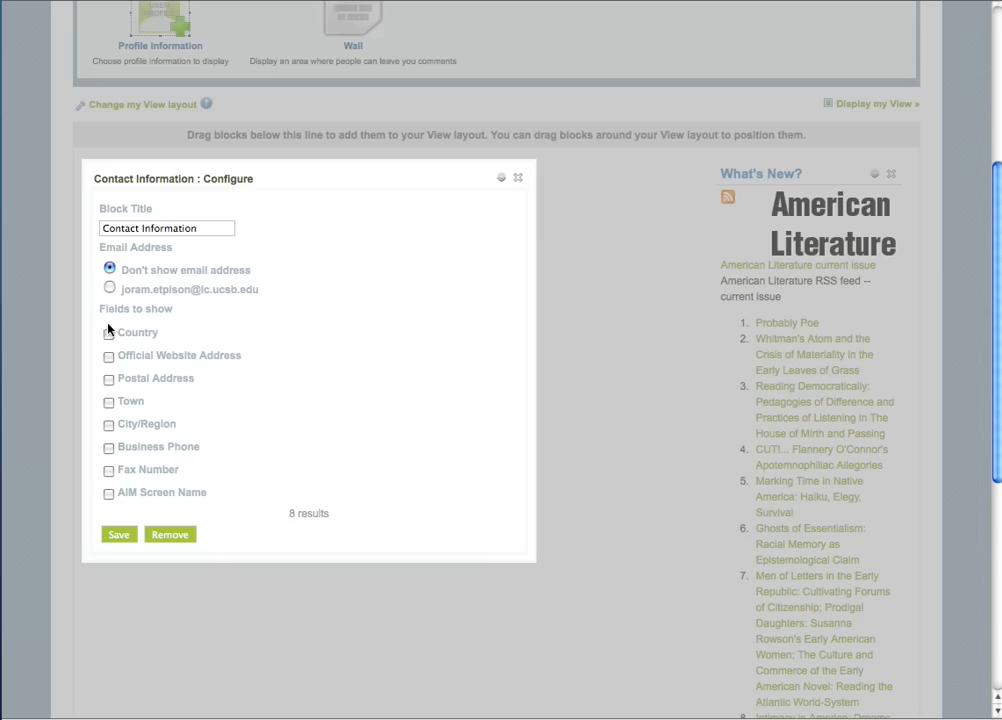 Profile Information
Choose profile information to display
Wall
Display an area where people can leave you comments
Change my View layout ?
Display my View »
Drag blocks below this line to add them to your View layout. You can drag blocks around your View layout to position them.
Contact Information : Configure
Block Title
Contact Information
Email Address
Don't show email address
joram.etpison@lc.ucsb.edu
Fields to show
Country
Official Website Address
Postal Address
Town
City/Region
Business Phone
Fax Number
AIM Screen Name
8 results
Save Remove
What's New?
American
Literature
American Literature current issue
American Literature RSS feed --
current issue
1. Probably Poe
2. Whitman's Atom and the
Crisis of Materiality in the
Early Leaves of Grass
3. Reading Democratically:
Pedagogies of Difference and
Practices of Listening in The
House of Mirth and Passing
4. CUT!... Flannery O'Connor's
Apotemnophiliac Allegories
5. Marking Time in Native
America: Haiku, Elegy,
Survival
6. Ghosts of Essentialism:
Racial Memory as
Epistemological Claim
7. Men of Letters in the Early
Republic: Cultivating Forums
of Citizenship; Prodigal
Daughters: Susanna
Rowson's Early American
Women; The Culture and
Commerce of the Early
American Novel: Reading the
Atlantic World-System
8. Intimacy in America: Dreams